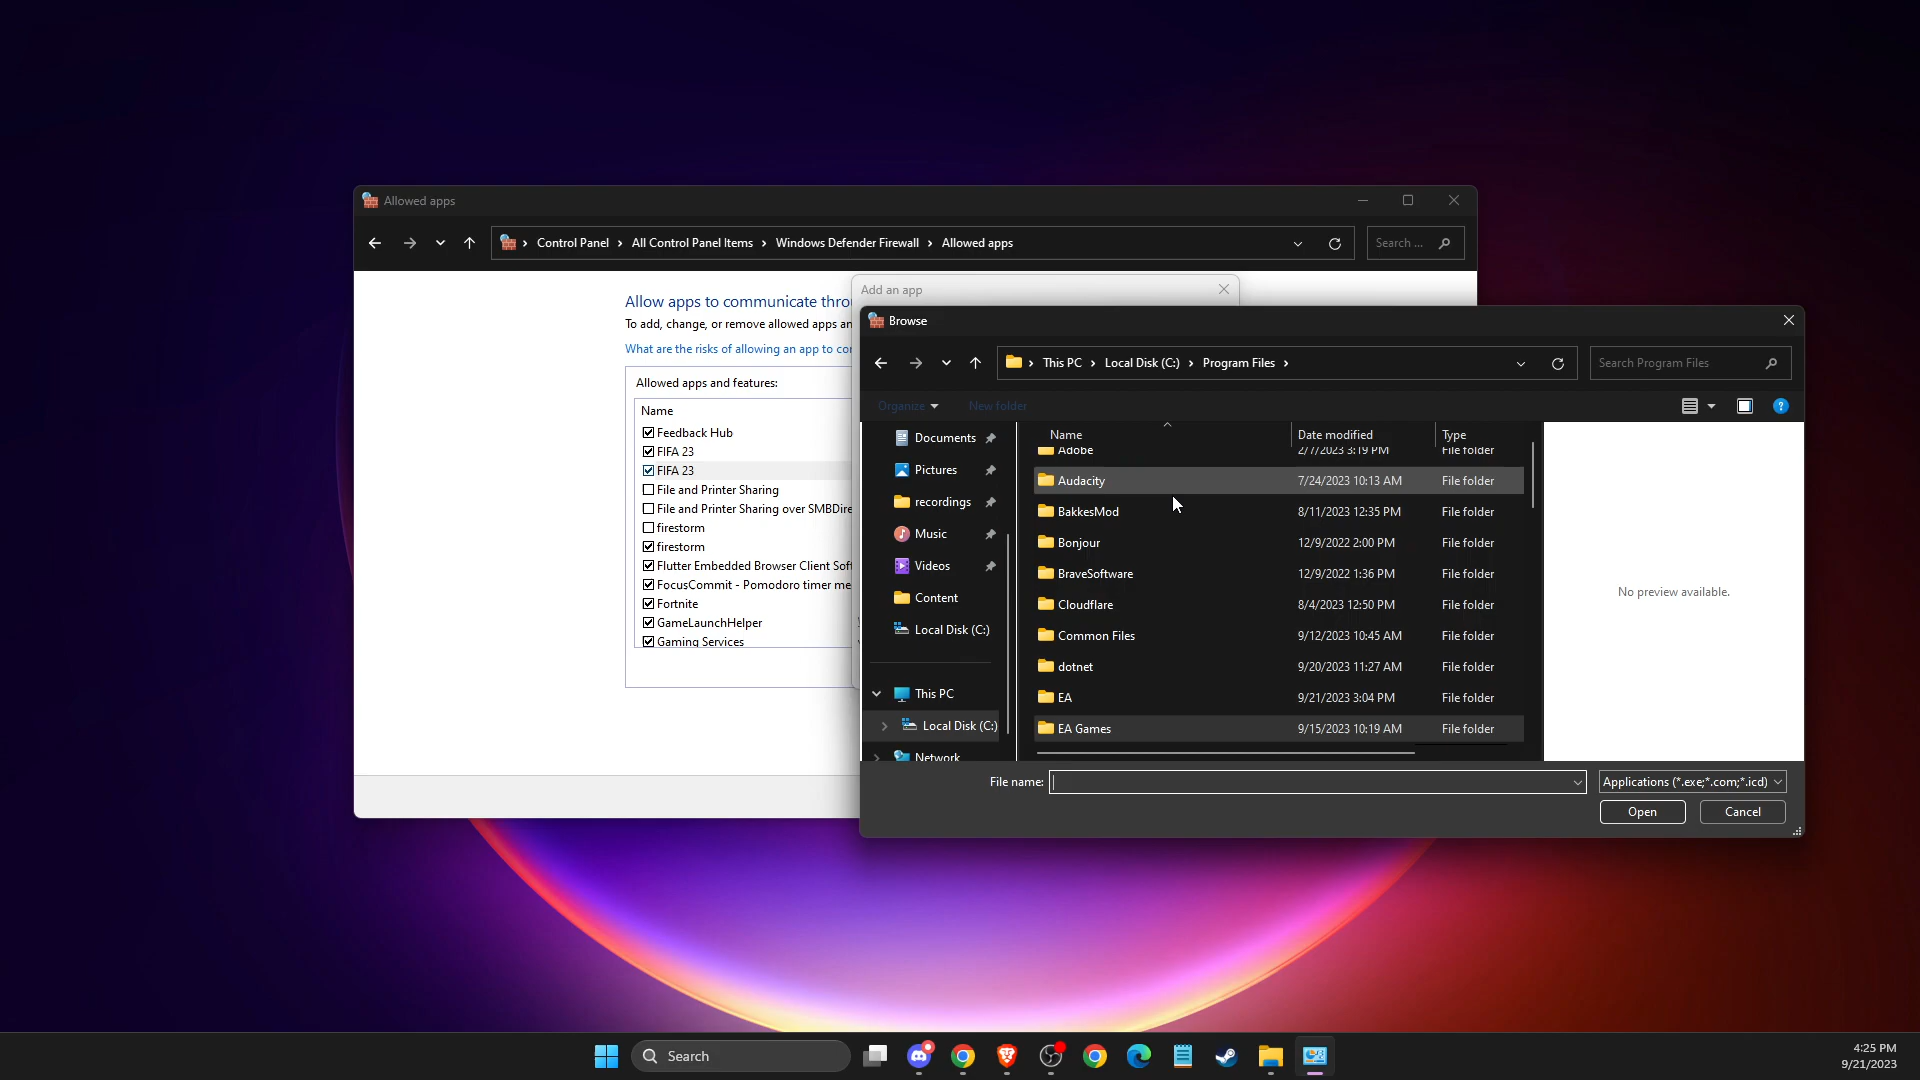 Allowed apps
Control Panel › All Control Panel Items › Windows Defender Firewall › Allowed apps
Search ...
Allow apps to communicate thro
To add, change, or remove allowed apps an
What are the risks of allowing an app to co
Allowed apps and features:
Name
Feedback Hub
FIFA 23
FIFA 23
File and Printer Sharing
File and Printer Sharing over SMBDire
firestorm
firestorm
Flutter Embedded Browser Client Soft
FocusCommit - Pomodoro timer me
Fortnite
GameLaunchHelper
Gaming Services
Add an app
Browse
This PC › Local Disk (C:) › Program Files ›
Search Program Files
Organize
New folder
Documents
Pictures
recordings
Music
Videos
Content
Local Disk (C:)
This PC
Local Disk (C:)
Network
Name Date modified Type
Adobe 2/7/2023 3:19 PM File folder
Audacity 7/24/2023 10:13 AM File folder
BakkesMod 8/11/2023 12:35 PM File folder
Bonjour 12/9/2022 2:00 PM File folder
BraveSoftware 12/9/2022 1:36 PM File folder
Cloudflare 8/4/2023 12:50 PM File folder
Common Files 9/12/2023 10:45 AM File folder
dotnet 9/20/2023 11:27 AM File folder
EA 9/21/2023 3:04 PM File folder
EA Games 9/15/2023 10:19 AM File folder
No preview available.
File name:
Applications (*.exe;*.com;*.icd)
Open
Cancel
Search
4:25 PM
9/21/2023